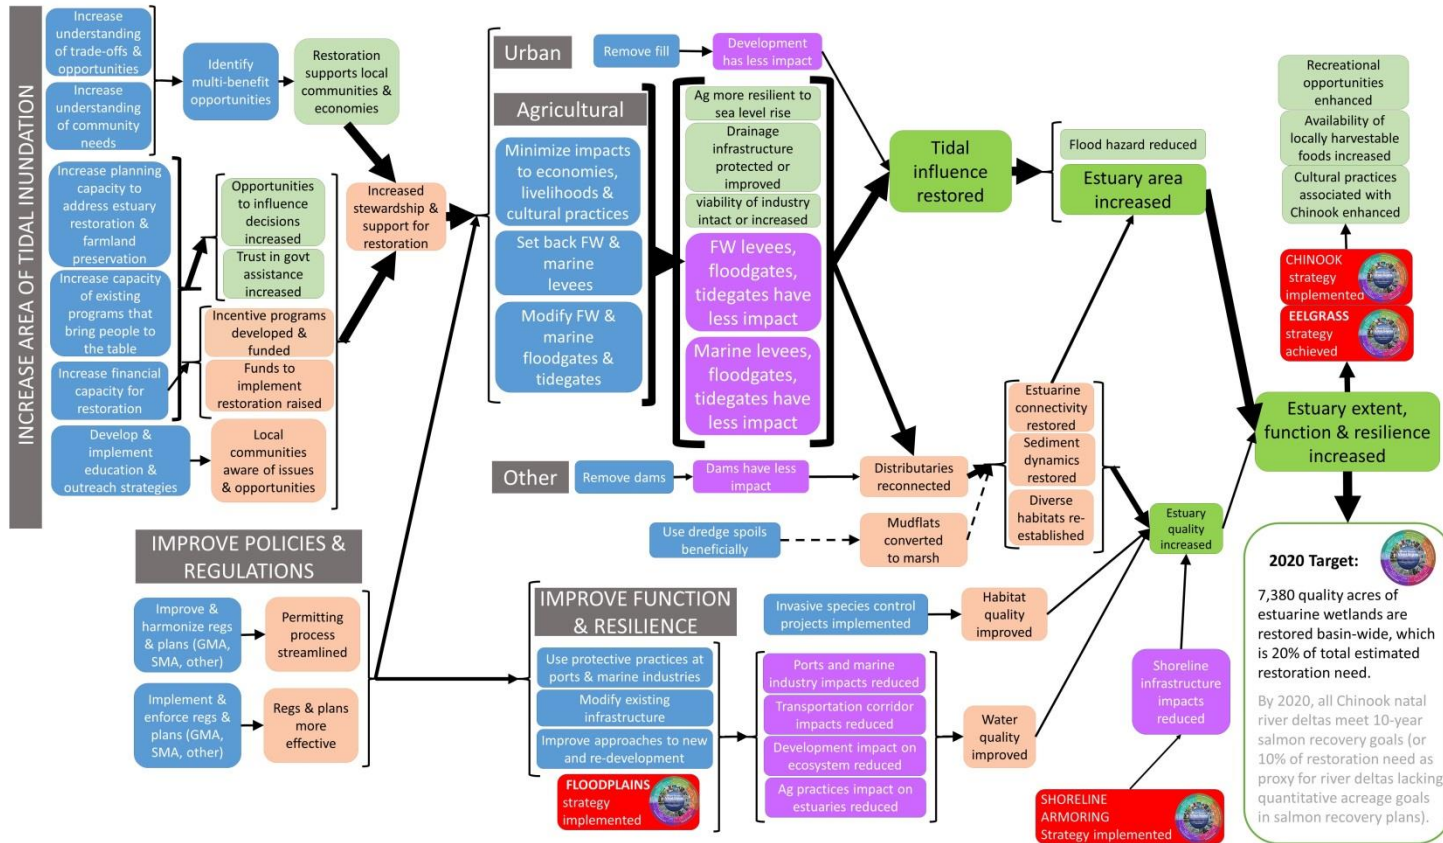 INCREASE AREA OF TIDAL INUNDATION
Increase
understanding
of trade-offs &
opportunities
Increase
understanding
of community
needs
Identify
multi-benefit
opportunities
Restoration
supports local
communities &
economies
Increase planning
capacity to
address estuary
restoration &
farmland
preservation
Increase capacity
of existing
programs that
bring people to
the table
Increase financial
capacity for
restoration
Develop &
implement
education &
outreach strategies
Opportunities
to influence
decisions
increased
Trust in govt
assistance
increased
Incentive programs
developed &
funded
Funds to
implement
restoration raised
Local
communities
aware of issues
& opportunities
Increased
stewardship &
support for
restoration
Urban
Remove fill
Development
has less impact
Agricultural
Minimize impacts
to economies,
livelihoods &
cultural practices
Set back FW &
marine
levees
Modify FW &
marine
floodgates &
tidegates
Ag more resilient to
sea level rise
Drainage
infrastructure
protected or
improved
viability of industry
intact or increased
FW levees,
floodgates,
tidegates have
less impact
Marine levees,
floodgates,
tidegates have
less impact
Other
Remove dams
Dams have less
impact
Distributaries
reconnected
Use dredge spoils
beneficially
Mudflats
converted
to marsh
Tidal
influence
restored
Flood hazard reduced
Estuary area
increased
Estuarine
connectivity
restored
Sediment
dynamics
restored
Diverse
habitats re-
established
Estuary
quality
increased
Recreational
opportunities
enhanced
Availability of
locally harvestable
foods increased
Cultural practices
associated with
Chinook enhanced
CHINOOK
strategy
implemented
EELGRASS
strategy
achieved
Estuary extent,
function & resilience
increased
2020 Target:
7,380 quality acres of
estuarine wetlands are
restored basin-wide, which
is 20% of total estimated
restoration need.
By 2020, all Chinook natal
river deltas meet 10-year
salmon recovery goals (or
10% of restoration need as
proxy for river deltas lacking
quantitative acreage goals
in salmon recovery plans).
IMPROVE POLICIES &
REGULATIONS
Improve &
harmonize regs
& plans (GMA,
SMA, other)
Permitting
process
streamlined
Implement &
enforce regs &
plans (GMA,
SMA, other)
Regs & plans
more
effective
IMPROVE FUNCTION
& RESILIENCE
Use protective practices at
ports & marine industries
Modify existing
infrastructure
Improve approaches to new
and re-development
FLOODPLAINS
strategy
implemented
Invasive species control
projects implemented
Habitat
quality
improved
Ports and marine
industry impacts reduced
Transportation corridor
impacts reduced
Development impact on
ecosystem reduced
Ag practices impact on
estuaries reduced
Water
quality
improved
Shoreline
infrastructure
impacts
reduced
SHORELINE
ARMORING
Strategy implemented